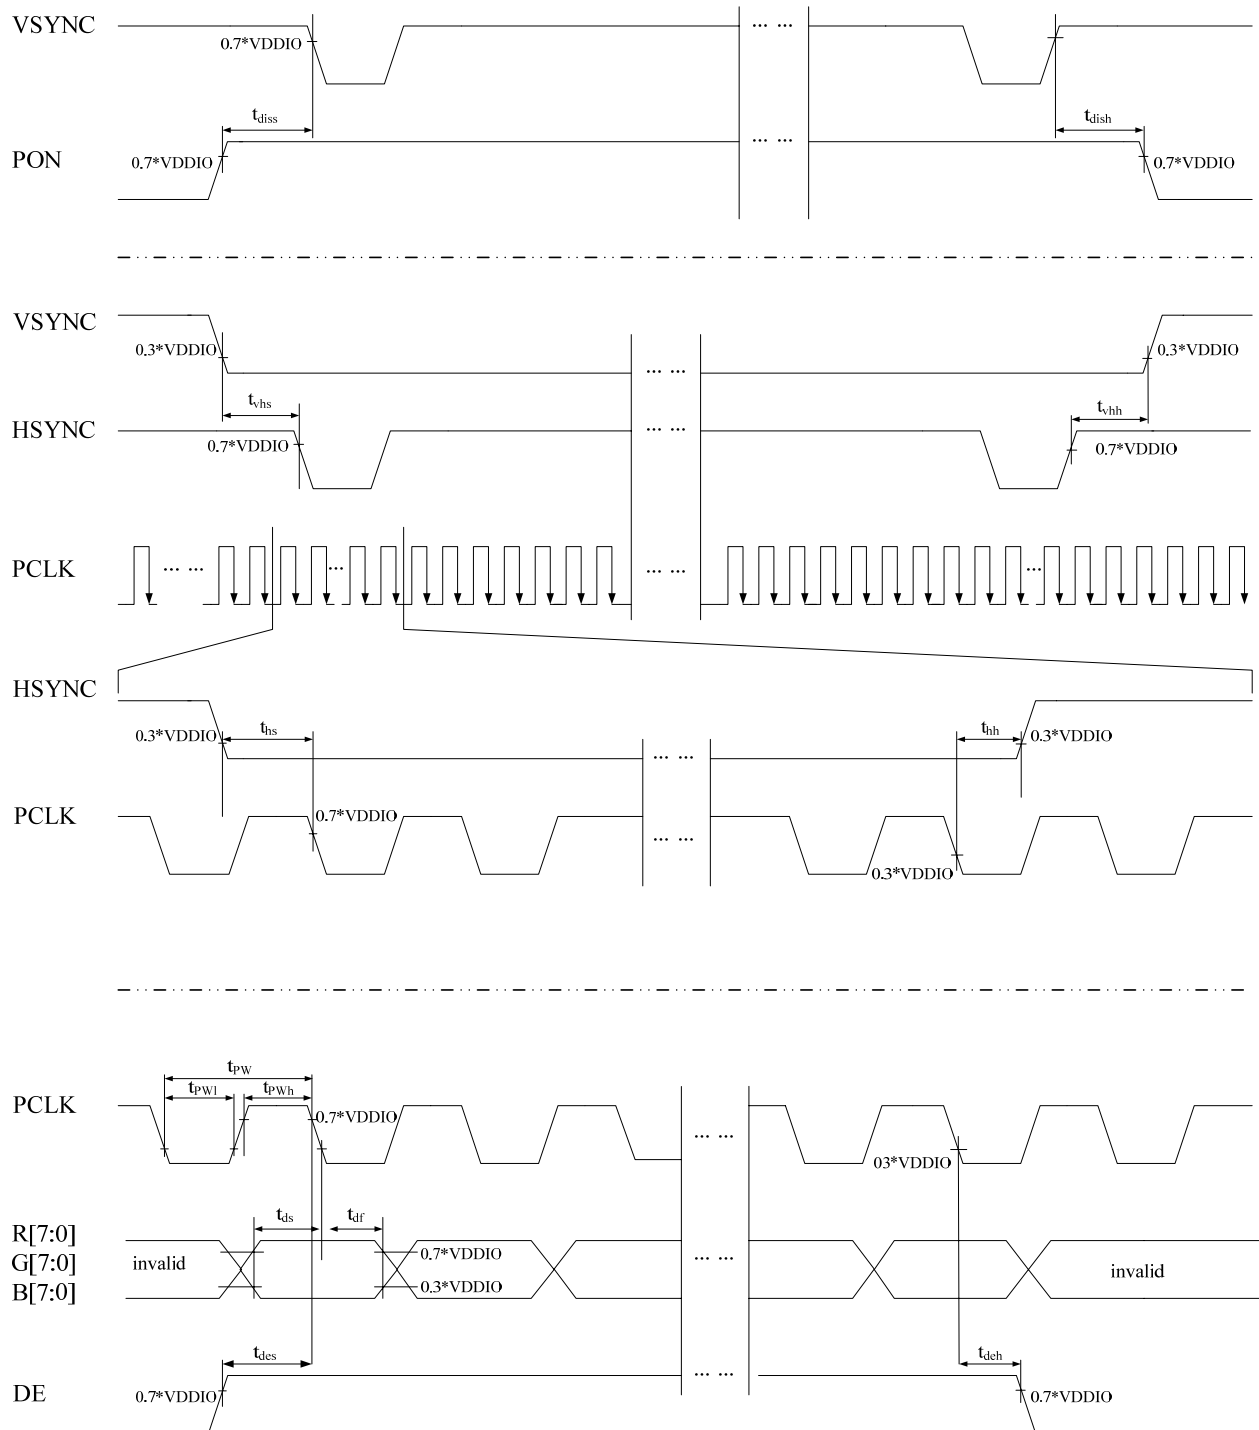 VSYNC
0.7*VDDIO
... ...
t_diss
t_dish
PON
0.7*VDDIO
... ...
0.7*VDDIO
VSYNC
0.3*VDDIO
... ...
0.3*VDDIO
t_vhs
t_vhh
HSYNC
0.7*VDDIO
... ...
0.7*VDDIO
PCLK
... ...
...
... ...
...
HSYNC
0.3*VDDIO
t_hs
... ...
t_hh
0.3*VDDIO
PCLK
0.7*VDDIO
... ...
0.3*VDDIO
t_PW
t_PWl
t_PWh
PCLK
0.7*VDDIO
... ...
03*VDDIO
t_ds
t_df
R[7:0]
G[7:0]
B[7:0]
invalid
0.7*VDDIO
0.3*VDDIO
... ...
invalid
t_des
t_deh
DE
0.7*VDDIO
... ...
0.7*VDDIO